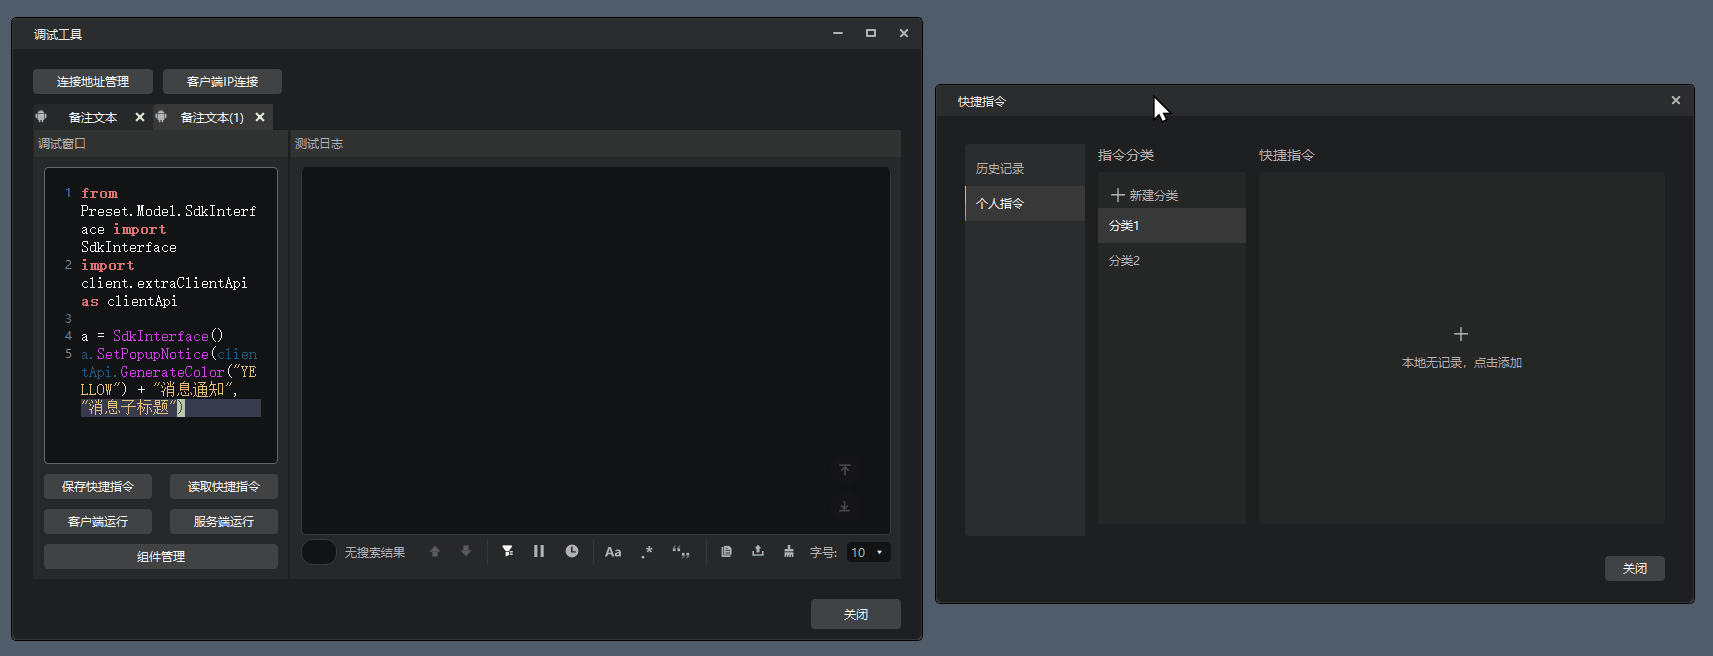 调试工具
连接地址管理
客户端IP连接
备注文本
备注文本(1)
调试窗口
测试日志
1 from
Preset.Model.SdkInterf
ace import
SdkInterface
2 import
client.extraClientApi
as clientApi
3
4 a = SdkInterface()
5 a.SetPopupNotice(clien
tApi.GenerateColor("YE
LLOW") + "消息通知",
"消息子标题")
保存快捷指令
读取快捷指令
客户端运行
服务端运行
组件管理
无搜索结果
Aa
.*
“„
字号:
10
关闭
快捷指令
历史记录
个人指令
指令分类
新建分类
分类1
分类2
快捷指令
本地无记录，点击添加
关闭